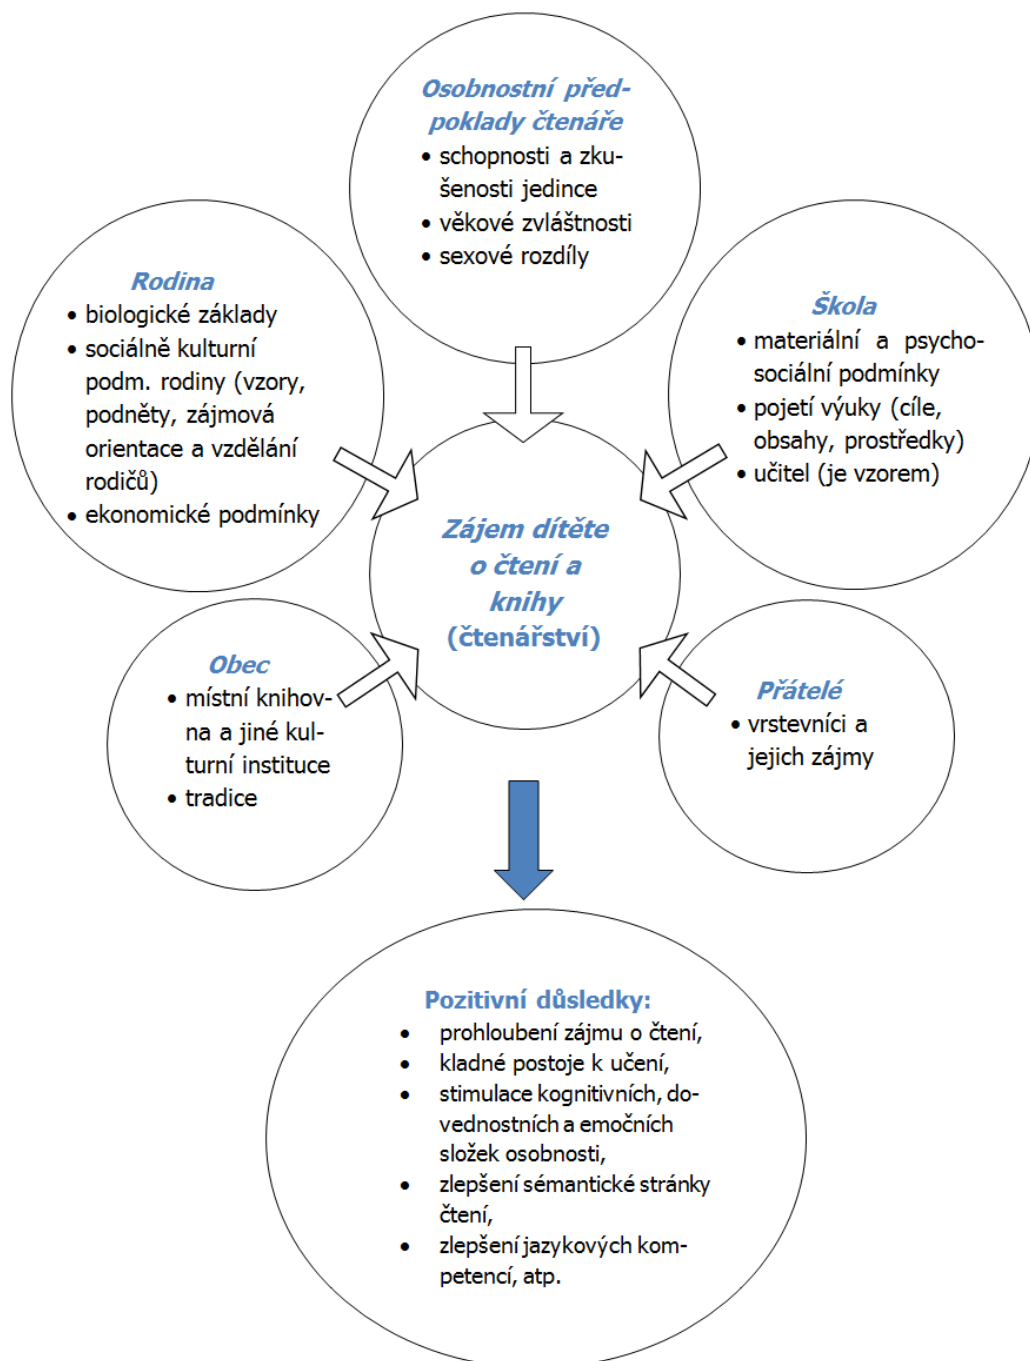 Osobnostní před-
poklady čtenáře
• schopnosti a zku-
šenosti jedince
• věkové zvláštnosti
• sexové rozdíly
Rodina
• biologické základy
• sociálně kulturní
podm. rodiny (vzory,
podněty, zájmová
orientace a vzdělání
rodičů)
• ekonomické podmínky
Škola
• materiální a psycho-
sociální podmínky
• pojetí výuky (cíle,
obsahy, prostředky)
• učitel (je vzorem)
Zájem dítěte
o čtení a
knihy
(čtenářství)
Obec
• místní knihov-
na a jiné kul-
turní instituce
• tradice
Přátelé
• vrstevníci a
jejich zájmy
Pozitivní důsledky:
• prohloubení zájmu o čtení,
• kladné postoje k učení,
• stimulace kognitivních, do-
vednostních a emočních
složek osobnosti,
• zlepšení sémantické stránky
čtení,
• zlepšení jazykových kom-
petencí, atp.